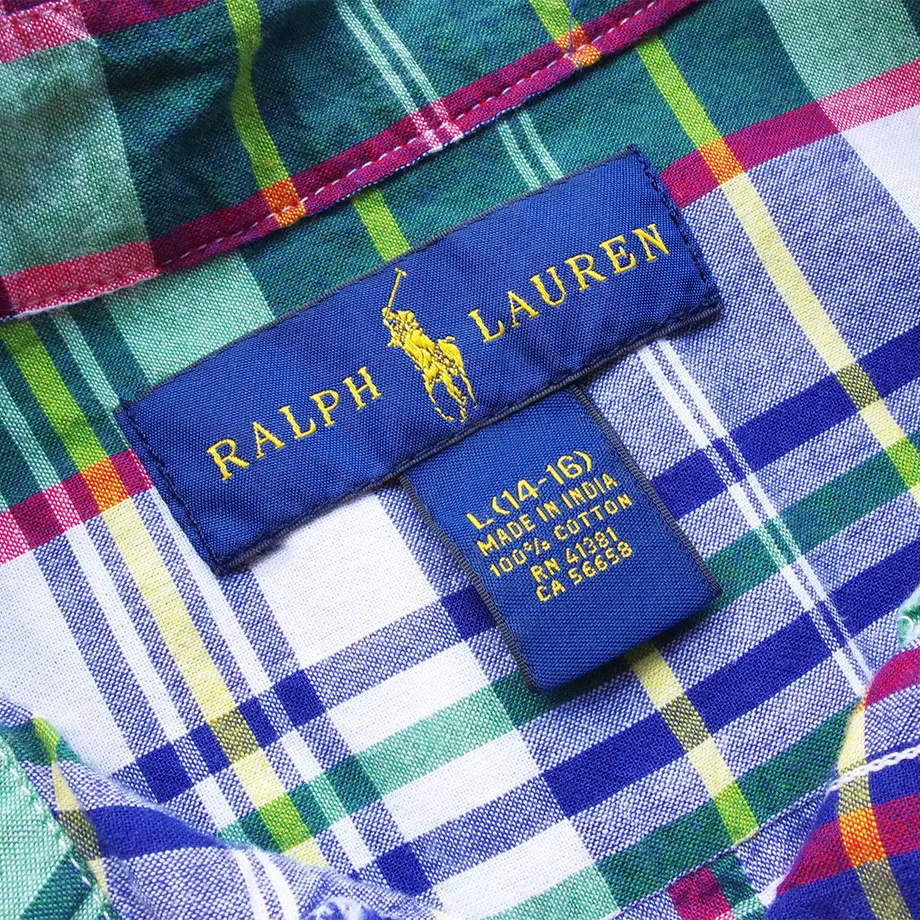 RALPH LAUREN
L (14-16)
MADE IN INDIA
100% COTTON
RN 41381
CA 56658